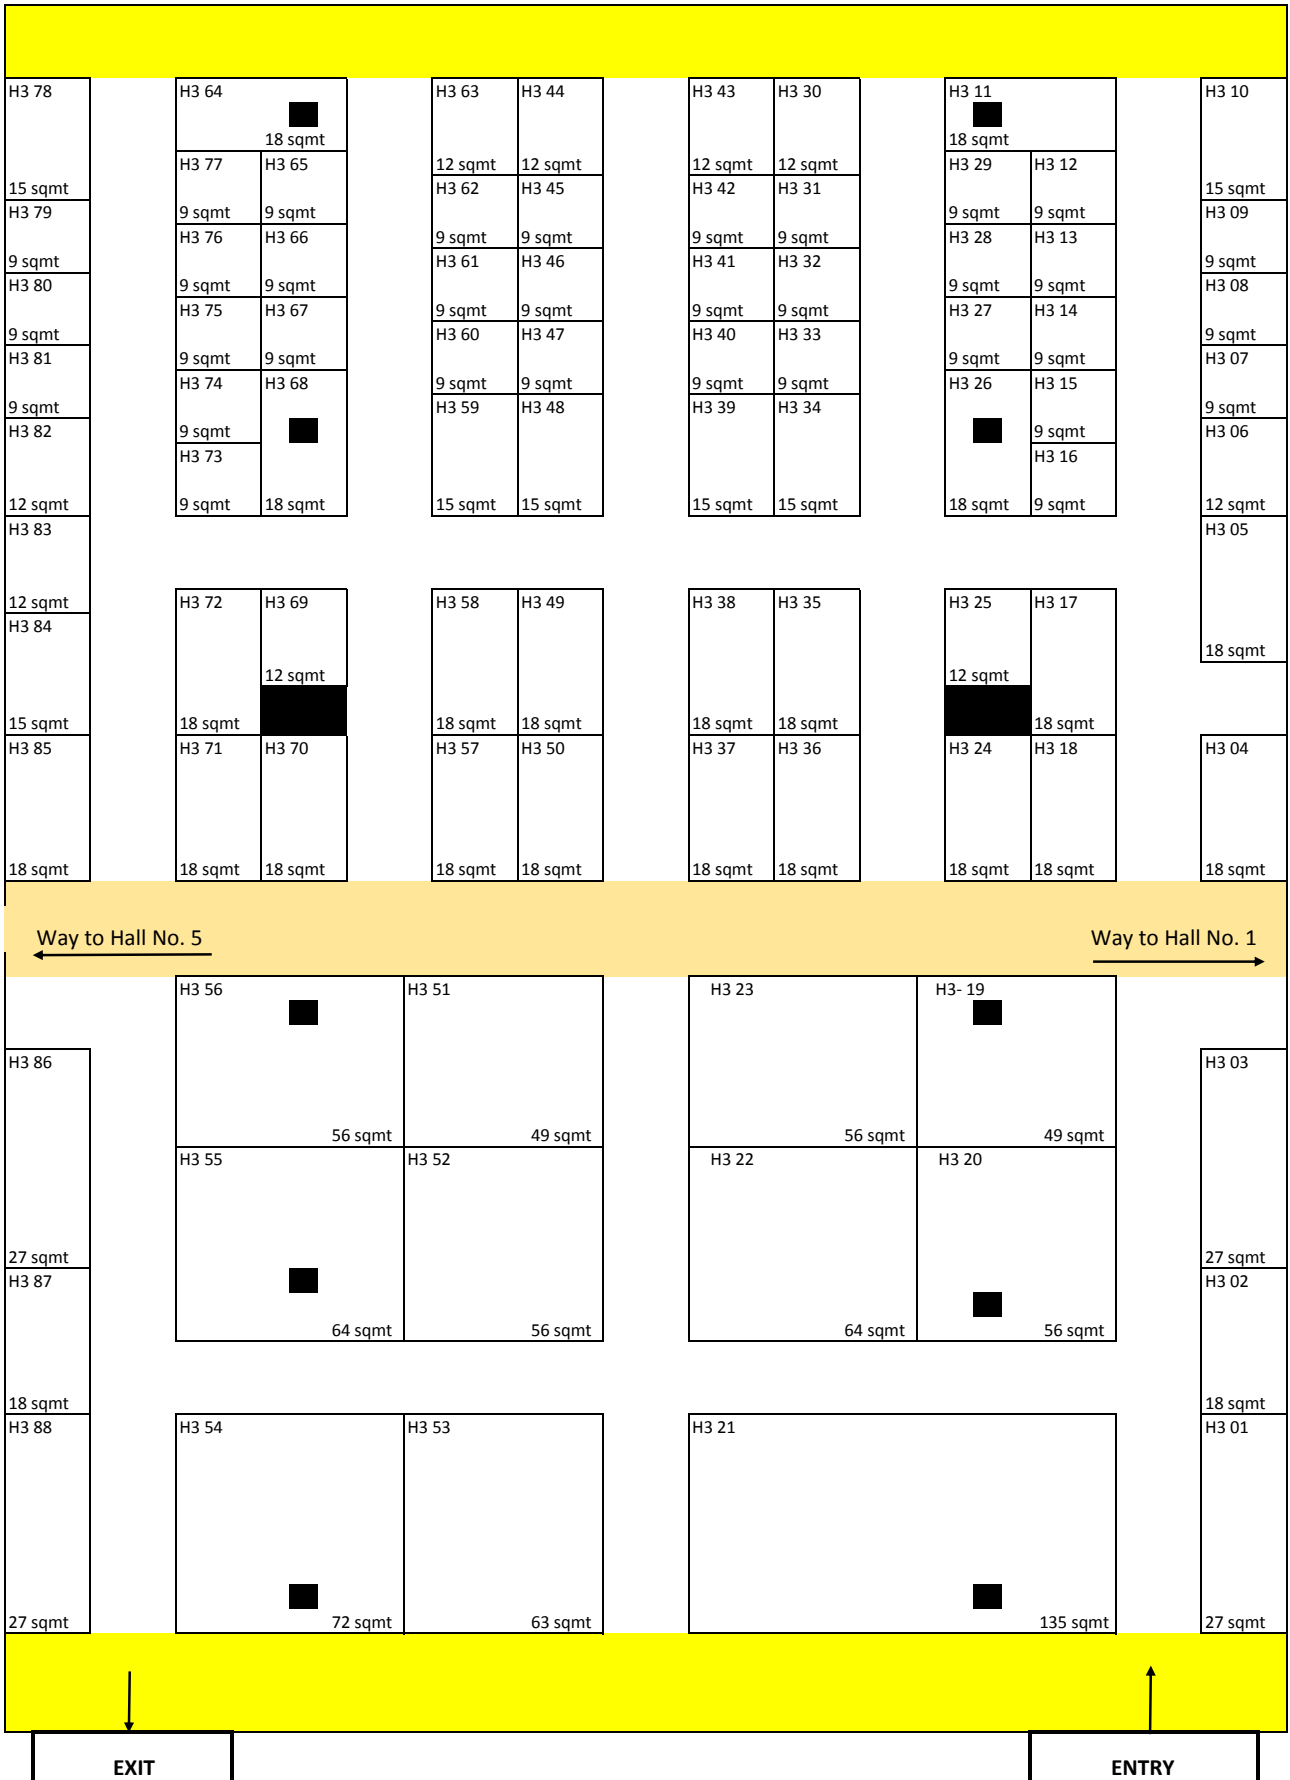 H3 78 H3 64 H3 63 H3 44 H3 43 H3 30 H3 11 H3 10
18 sqmt 18 sqmt
H3 77 H3 65 12 sqmt 12 sqmt 12 sqmt 12 sqmt H3 29 H3 12
15 sqmt H3 62 H3 45 H3 42 H3 31 15 sqmt
H3 79 9 sqmt 9 sqmt 9 sqmt 9 sqmt H3 09
H3 76 H3 66 9 sqmt 9 sqmt 9 sqmt 9 sqmt H3 28 H3 13
9 sqmt H3 61 H3 46 H3 41 H3 32 9 sqmt
H3 80 9 sqmt 9 sqmt 9 sqmt 9 sqmt H3 08
H3 75 H3 67 9 sqmt 9 sqmt 9 sqmt 9 sqmt H3 27 H3 14
9 sqmt H3 60 H3 47 H3 40 H3 33 9 sqmt
H3 81 9 sqmt 9 sqmt 9 sqmt 9 sqmt H3 07
H3 74 H3 68 9 sqmt 9 sqmt 9 sqmt 9 sqmt H3 26 H3 15
9 sqmt H3 59 H3 48 H3 39 H3 34 9 sqmt
H3 82 9 sqmt 9 sqmt H3 06
H3 73 H3 16
12 sqmt 9 sqmt 18 sqmt 15 sqmt 15 sqmt 15 sqmt 15 sqmt 18 sqmt 9 sqmt 12 sqmt
H3 83 H3 05
12 sqmt H3 72 H3 69 H3 58 H3 49 H3 38 H3 35 H3 25 H3 17
H3 84
18 sqmt
12 sqmt 12 sqmt
15 sqmt 18 sqmt 18 sqmt 18 sqmt 18 sqmt 18 sqmt 18 sqmt
H3 85 H3 71 H3 70 H3 57 H3 50 H3 37 H3 36 H3 24 H3 18 H3 04
18 sqmt 18 sqmt 18 sqmt 18 sqmt 18 sqmt 18 sqmt 18 sqmt 18 sqmt 18 sqmt 18 sqmt
Way to Hall No. 5 Way to Hall No. 1
H3 56 H3 51 H3 23 H3- 19
H3 86 H3 03
56 sqmt 49 sqmt 56 sqmt 49 sqmt
H3 55 H3 52 H3 22 H3 20
27 sqmt 27 sqmt
H3 87 H3 02
64 sqmt 56 sqmt 64 sqmt 56 sqmt
18 sqmt 18 sqmt
H3 88 H3 54 H3 53 H3 21 H3 01
27 sqmt 72 sqmt 63 sqmt 135 sqmt 27 sqmt
EXIT ENTRY